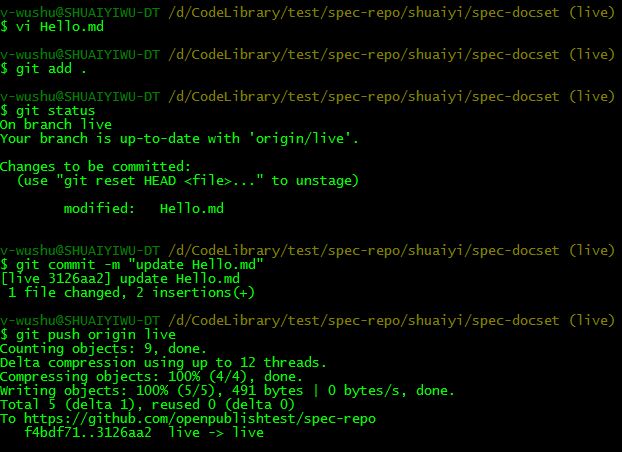 v-wushu@SHUAIYIWU-DT /d/CodeLibrary/test/spec-repo/shuaiyi/spec-docset (live)
$ vi Hello.md
v-wushu@SHUAIYIWU-DT /d/CodeLibrary/test/spec-repo/shuaiyi/spec-docset (live)
$ git add .
v-wushu@SHUAIYIWU-DT /d/CodeLibrary/test/spec-repo/shuaiyi/spec-docset (live)
$ git status
On branch live
Your branch is up-to-date with 'origin/live'.
Changes to be committed:
  (use "git reset HEAD <file>..." to unstage)
        modified:   Hello.md
v-wushu@SHUAIYIWU-DT /d/CodeLibrary/test/spec-repo/shuaiyi/spec-docset (live)
$ git commit -m "update Hello.md"
[live 3126aa2] update Hello.md
 1 file changed, 2 insertions(+)
v-wushu@SHUAIYIWU-DT /d/CodeLibrary/test/spec-repo/shuaiyi/spec-docset (live)
$ git push origin live
Counting objects: 9, done.
Delta compression using up to 12 threads.
Compressing objects: 100% (4/4), done.
Writing objects: 100% (5/5), 491 bytes | 0 bytes/s, done.
Total 5 (delta 1), reused 0 (delta 0)
To https://github.com/openpublishtest/spec-repo
   f4bdf71..3126aa2  live -> live